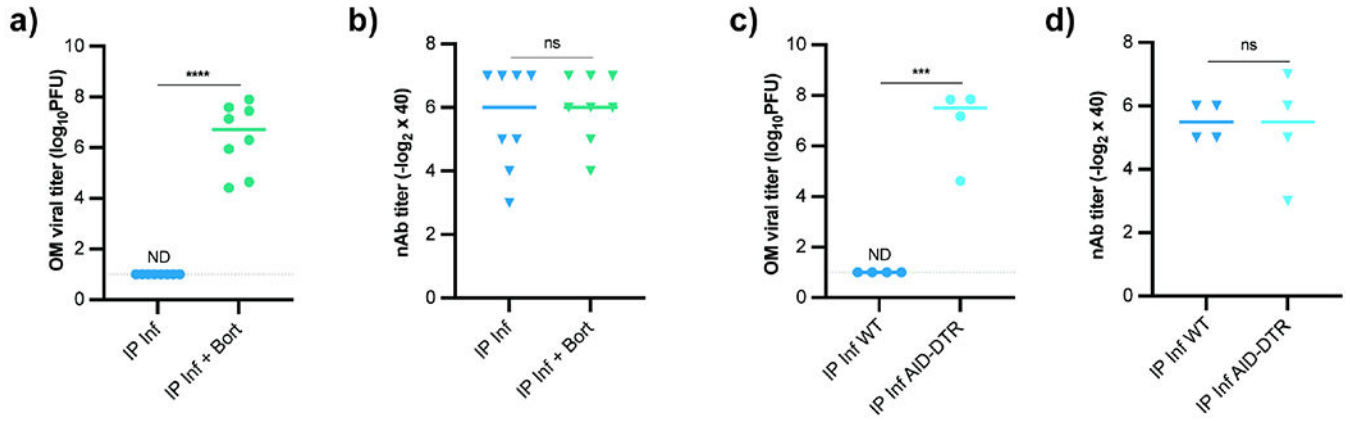 a)
OM viral titer (log10PFU)
10
8
6
4
2
0
****
ND
IP Inf
IP Inf + Bort
b)
nAb titer (-log2 x 40)
8
6
4
2
0
ns
IP Inf
IP Inf + Bort
c)
OM viral titer (log10PFU)
10
8
6
4
2
0
***
ND
IP Inf WT
IP Inf AID-DTR
d)
nAb titer (-log2 x 40)
8
6
4
2
0
ns
IP Inf WT
IP Inf AID-DTR